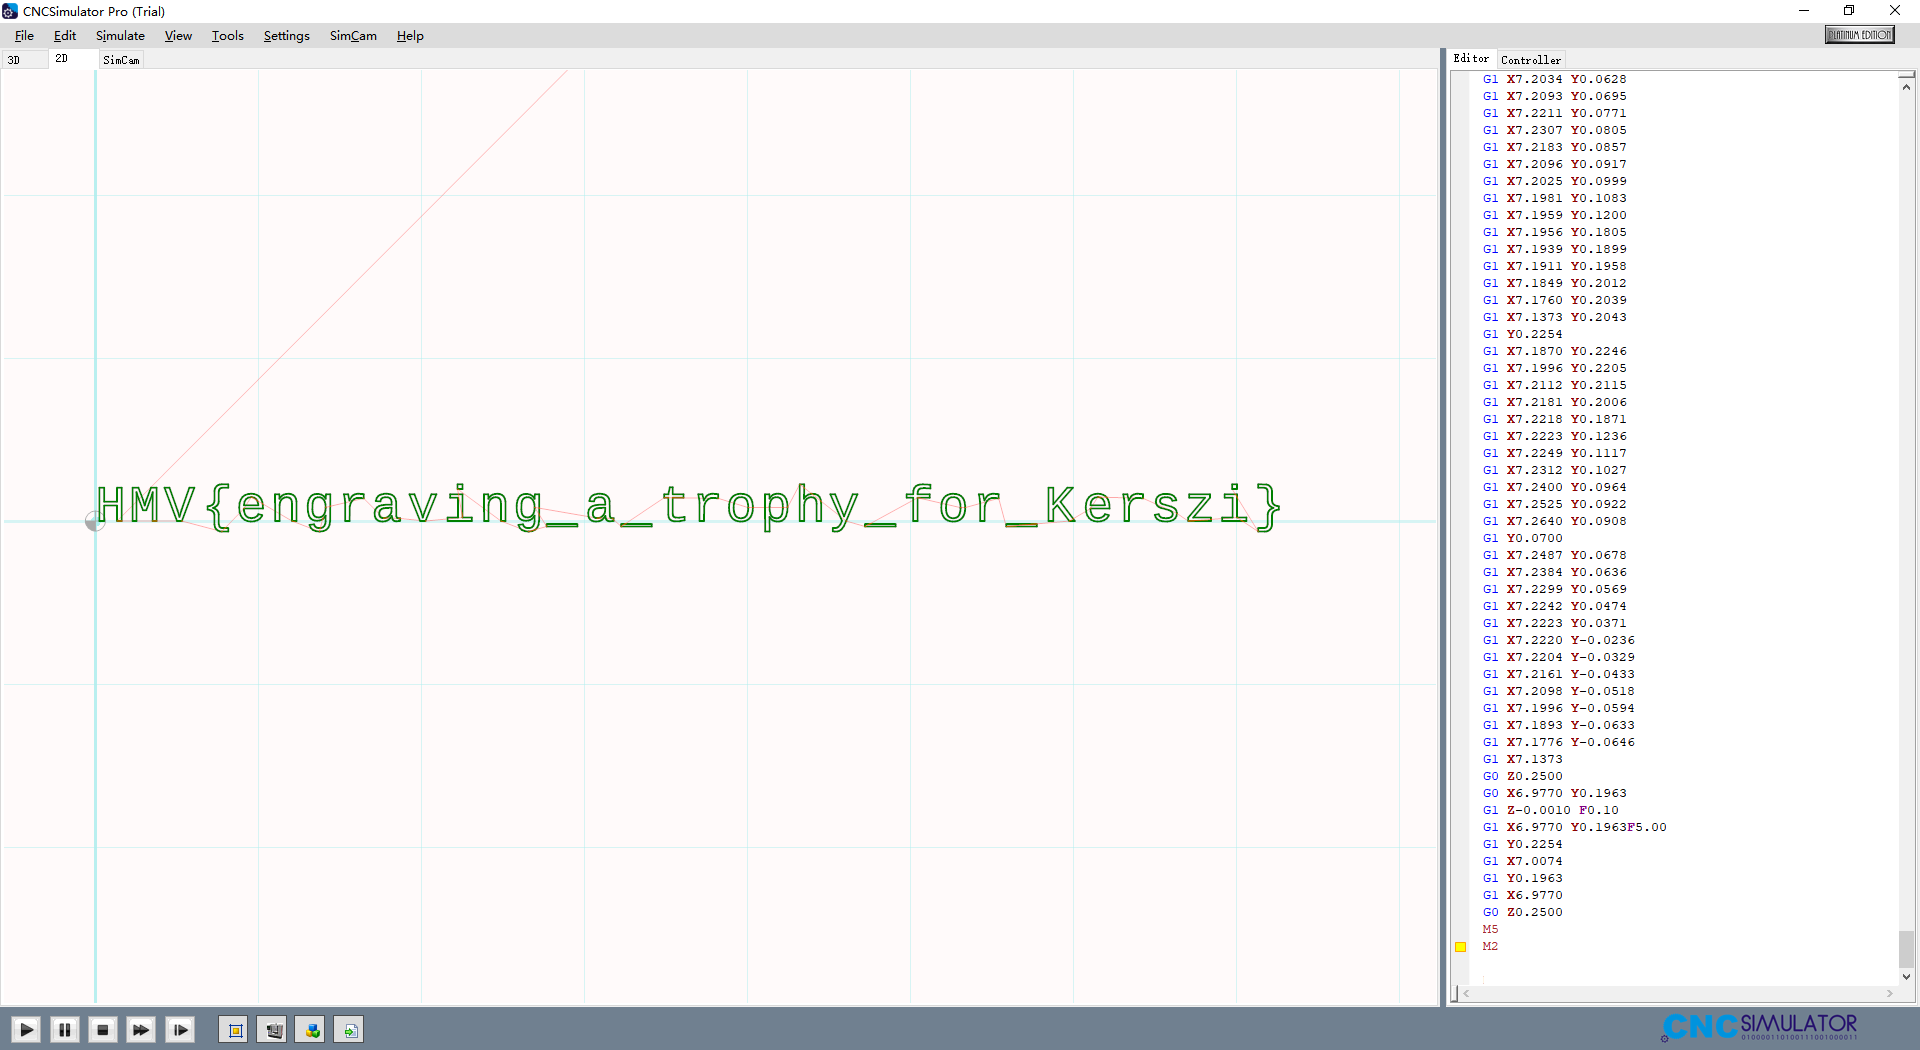 CNCSimulator Pro (Trial)
File Edit Simulate View Tools Settings SimCam Help
PLATINUM EDITION
3D 2D SimCam
Editor Controller
HMV{engraving_a_trophy_for_Kerszi}
G1 X7.2034 Y0.0628
G1 X7.2093 Y0.0695
G1 X7.2211 Y0.0771
G1 X7.2307 Y0.0805
G1 X7.2183 Y0.0857
G1 X7.2096 Y0.0917
G1 X7.2025 Y0.0999
G1 X7.1981 Y0.1083
G1 X7.1959 Y0.1200
G1 X7.1956 Y0.1805
G1 X7.1939 Y0.1899
G1 X7.1911 Y0.1958
G1 X7.1849 Y0.2012
G1 X7.1760 Y0.2039
G1 X7.1373 Y0.2043
G1 Y0.2254
G1 X7.1870 Y0.2246
G1 X7.1996 Y0.2205
G1 X7.2112 Y0.2115
G1 X7.2181 Y0.2006
G1 X7.2218 Y0.1871
G1 X7.2223 Y0.1236
G1 X7.2249 Y0.1117
G1 X7.2312 Y0.1027
G1 X7.2400 Y0.0964
G1 X7.2525 Y0.0922
G1 X7.2640 Y0.0908
G1 Y0.0700
G1 X7.2487 Y0.0678
G1 X7.2384 Y0.0636
G1 X7.2299 Y0.0569
G1 X7.2242 Y0.0474
G1 X7.2223 Y0.0371
G1 X7.2220 Y-0.0236
G1 X7.2204 Y-0.0329
G1 X7.2161 Y-0.0433
G1 X7.2098 Y-0.0518
G1 X7.1996 Y-0.0594
G1 X7.1893 Y-0.0633
G1 X7.1776 Y-0.0646
G1 X7.1373
G0 Z0.2500
G0 X6.9770 Y0.1963
G1 Z-0.0010 F0.10
G1 X6.9770 Y0.1963F5.00
G1 Y0.2254
G1 X7.0074
G1 Y0.1963
G1 X6.9770
G0 Z0.2500
M5
M2
CNCSIMULATOR